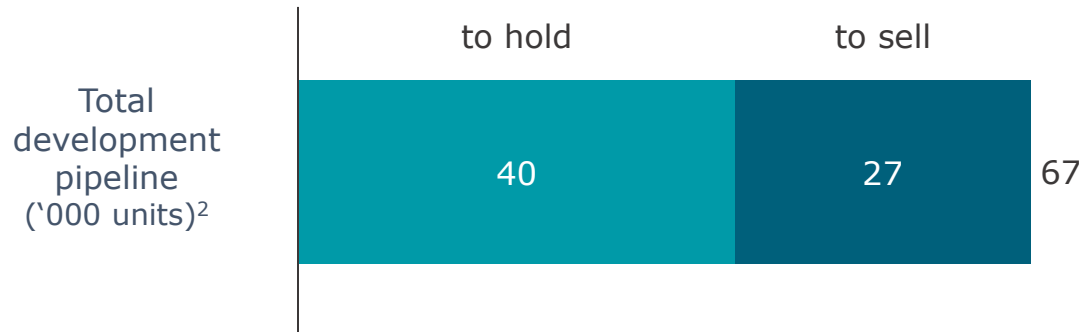 to hold
to sell
Total
development
pipeline
(‘000 units)²
40
27
67